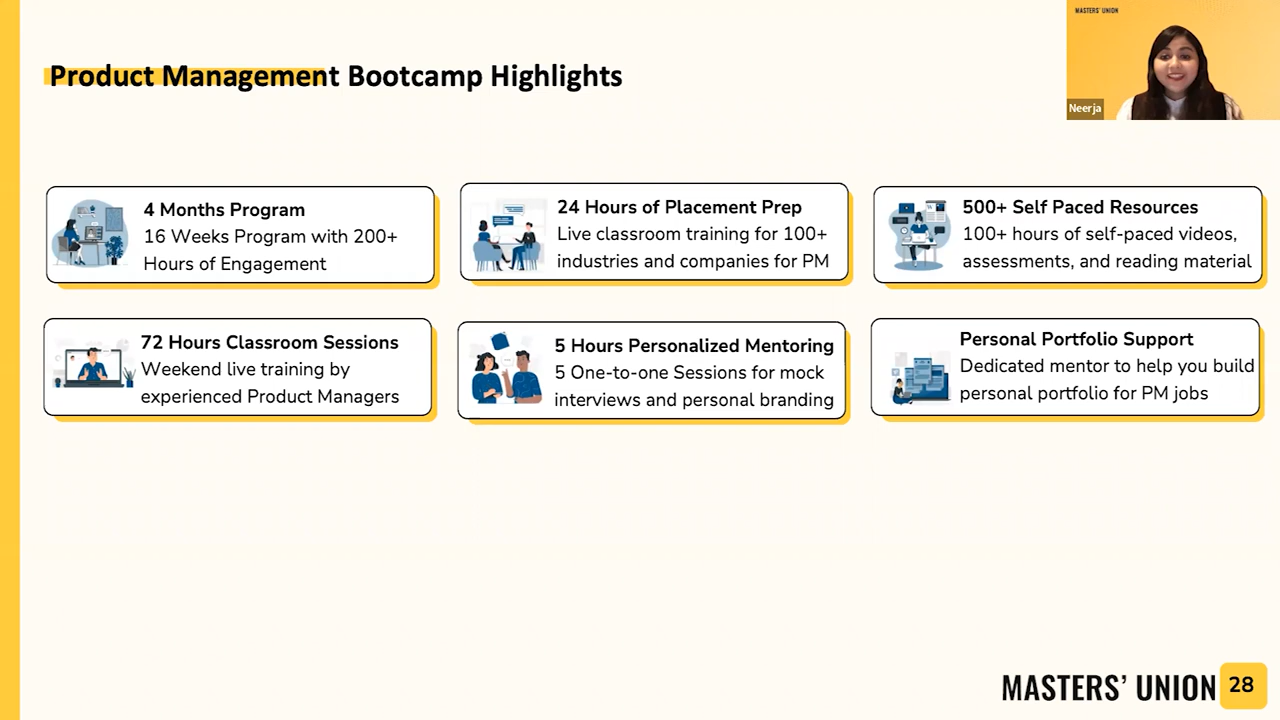 MASTERS' UNION
Neerja
Product Management Bootcamp Highlights
4 Months Program
16 Weeks Program with 200+
Hours of Engagement
24 Hours of Placement Prep
Live classroom training for 100+
industries and companies for PM
500+ Self Paced Resources
100+ hours of self-paced videos,
assessments, and reading material
72 Hours Classroom Sessions
Weekend live training by
experienced Product Managers
5 Hours Personalized Mentoring
5 One-to-one Sessions for mock
interviews and personal branding
Personal Portfolio Support
Dedicated mentor to help you build
personal portfolio for PM jobs
MASTERS' UNION
28